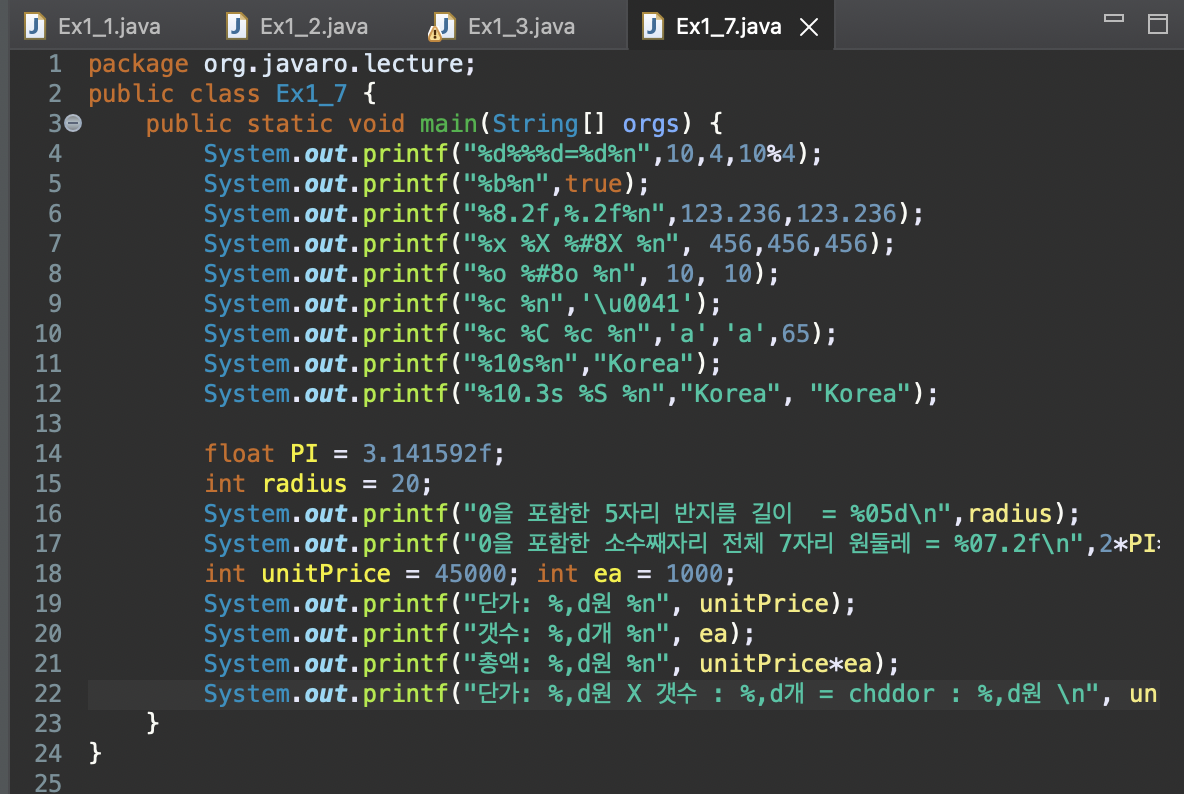 Ex1_1.java Ex1_2.java Ex1_3.java Ex1_7.java
1 package org.javaro.lecture;
2 public class Ex1_7 {
3 public static void main(String[] orgs) {
4 System.out.printf("%d%%%d=%d%n",10,4,10%4);
5 System.out.printf("%b%n",true);
6 System.out.printf("%8.2f,%.2f%n",123.236,123.236);
7 System.out.printf("%x %X %#8X %n", 456,456,456);
8 System.out.printf("%o %#8o %n", 10, 10);
9 System.out.printf("%c %n",'\u0041');
10 System.out.printf("%c %C %c %n",'a','a',65);
11 System.out.printf("%10s%n","Korea");
12 System.out.printf("%10.3s %S %n","Korea", "Korea");
13
14 float PI = 3.141592f;
15 int radius = 20;
16 System.out.printf("0을 포함한 5자리 반지름 길이  = %05d\n",radius);
17 System.out.printf("0을 포함한 소수째자리 전체 7자리 원둘레 = %07.2f\n",2*PI*
18 int unitPrice = 45000; int ea = 1000;
19 System.out.printf("단가: %,d원 %n", unitPrice);
20 System.out.printf("갯수: %,d개 %n", ea);
21 System.out.printf("총액: %,d원 %n", unitPrice*ea);
22 System.out.printf("단가: %,d원 X 갯수 : %,d개 = chddor : %,d원 \n", un
23 }
24 }
25